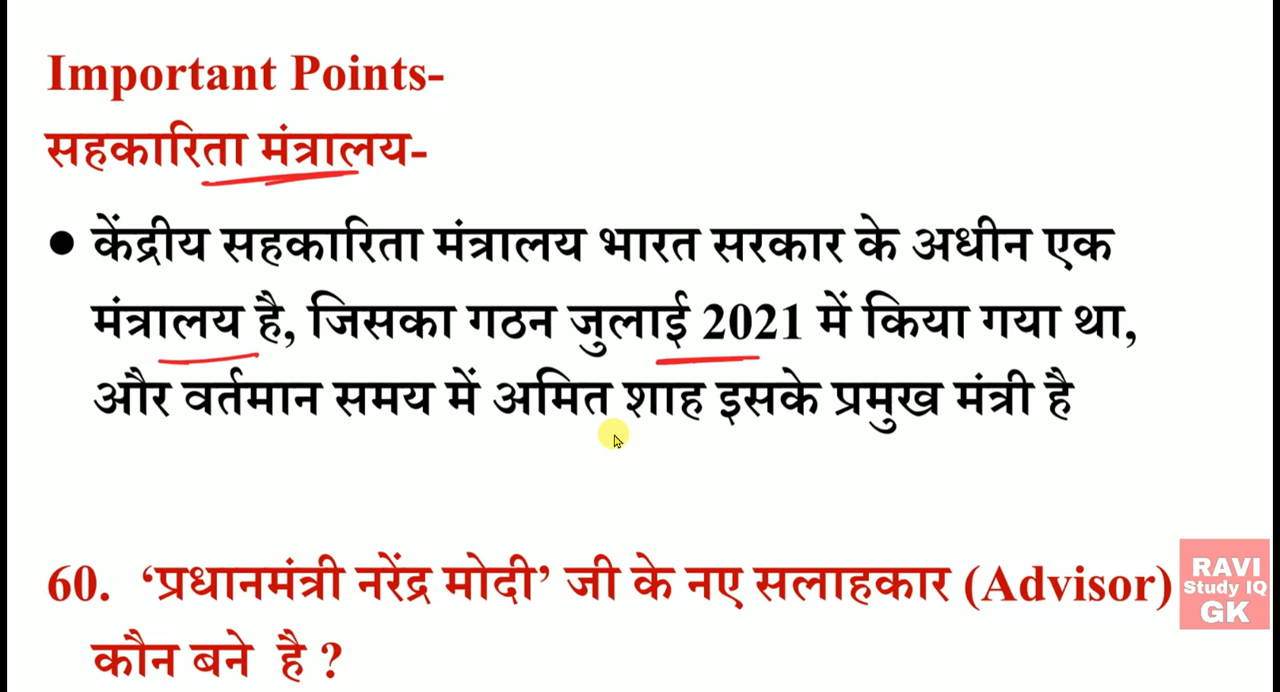 Important Points-
सहकारिता मंत्रालय-
● केंद्रीय सहकारिता मंत्रालय भारत सरकार के अधीन एक
मंत्रालय है, जिसका गठन जुलाई 2021 में किया गया था,
और वर्तमान समय में अमित शाह इसके प्रमुख मंत्री है
60. ‘प्रधानमंत्री नरेंद्र मोदी’ जी के नए सलाहकार (Advisor)
कौन बने है ?
RAVI
Study IQ
GK